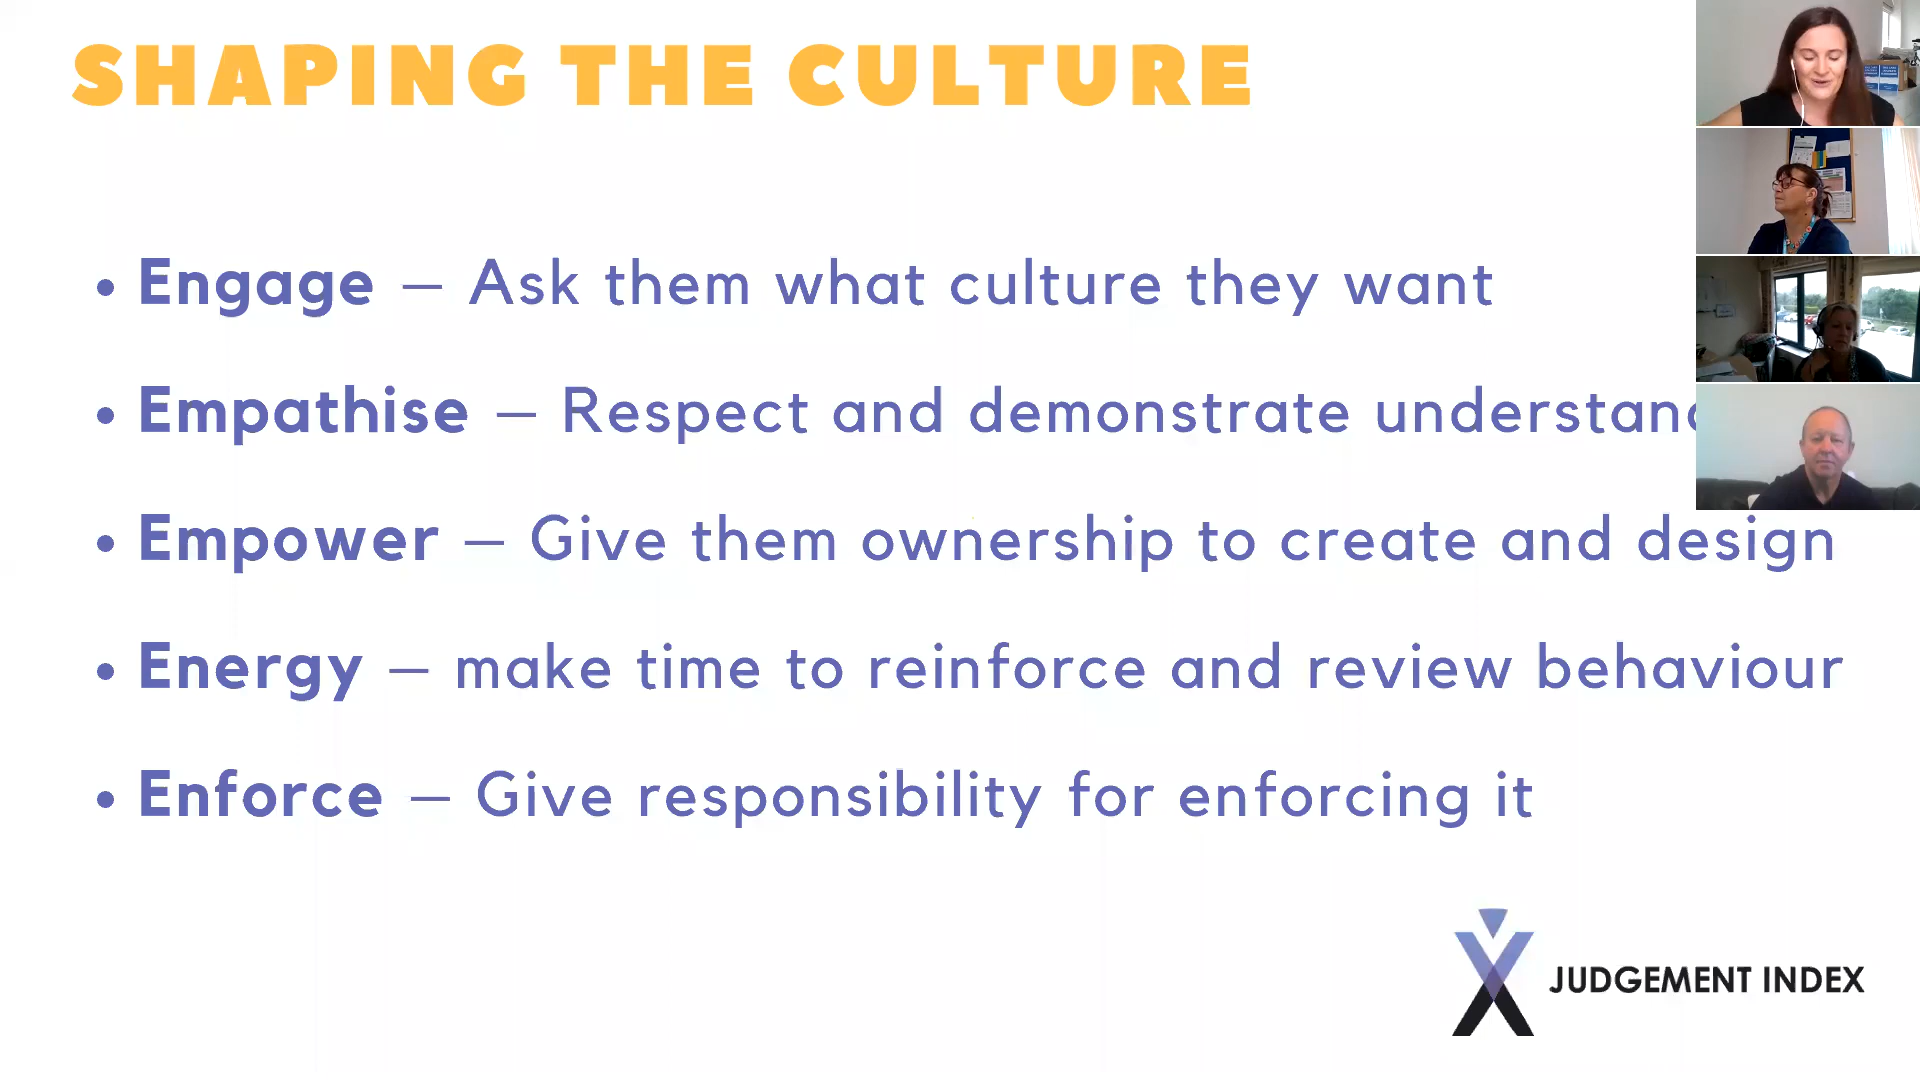 SHAPING THE CULTURE
• Engage – Ask them what culture they want
• Empathise – Respect and demonstrate
• Empower – Give them ownership to create and design
• Energy – make time to reinforce and review behaviour
• Enforce – Give responsibility for enforcing it
JUDGEMENT INDEX